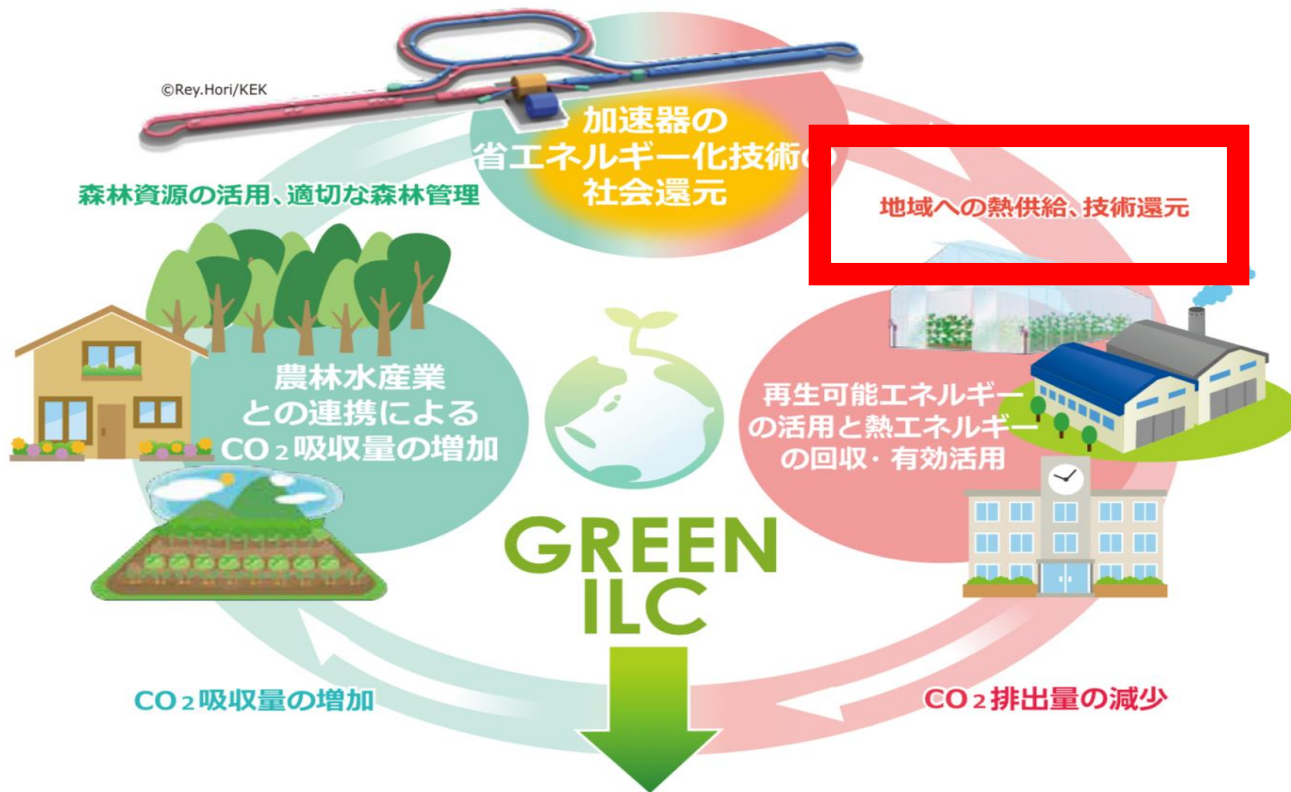 ©Rey.Hori/KEK
加速器の
省エネルギー化技術の
社会還元
森林資源の活用、適切な森林管理
地域への熱供給、技術還元
農林水産業
との連携による
CO₂吸収量の増加
再生可能エネルギー
の活用と熱エネルギー
の回収・有効活用
GREEN
ILC
CO₂吸収量の増加
CO₂排出量の減少